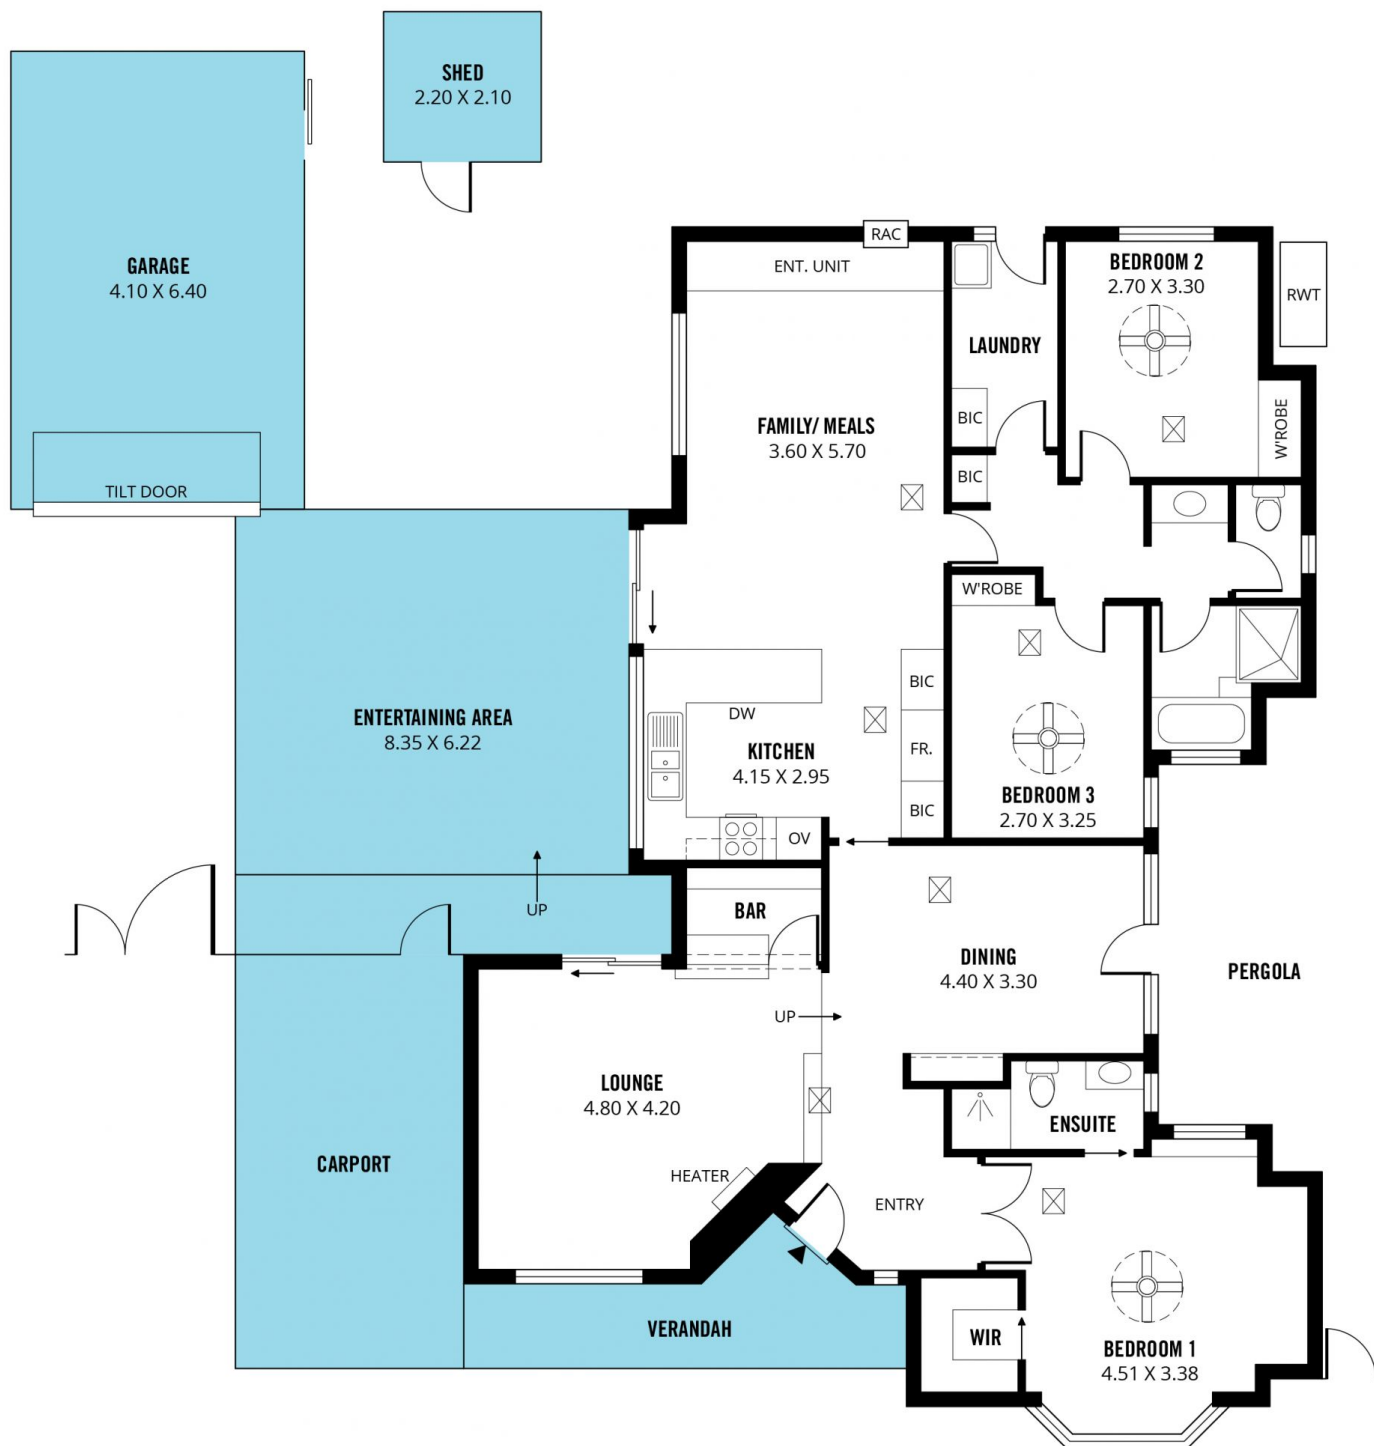 SHED
2.20 X 2.10
GARAGE
4.10 X 6.40
TILT DOOR
RAC
ENT. UNIT
BEDROOM 2
2.70 X 3.30
RWT
LAUNDRY
BIC
W'ROBE
FAMILY/ MEALS
3.60 X 5.70
BIC
W'ROBE
ENTERTAINING AREA
8.35 X 6.22
BIC
DW
KITCHEN
4.15 X 2.95
FR.
BIC
OV
BEDROOM 3
2.70 X 3.25
UP
BAR
DINING
4.40 X 3.30
PERGOLA
UP
LOUNGE
4.80 X 4.20
ENSUITE
CARPORT
HEATER
ENTRY
VERANDAH
WIR
BEDROOM 1
4.51 X 3.38